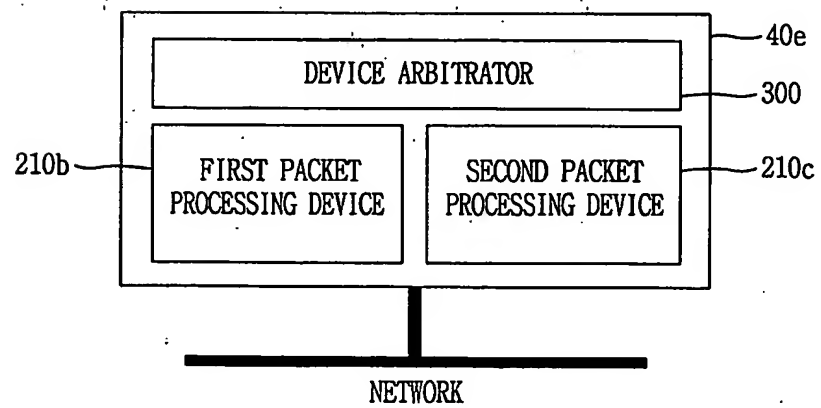 40e
DEVICE ARBITRATOR
300
210b
FIRST PACKET
PROCESSING DEVICE
SECOND PACKET
PROCESSING DEVICE
210c
NETWORK